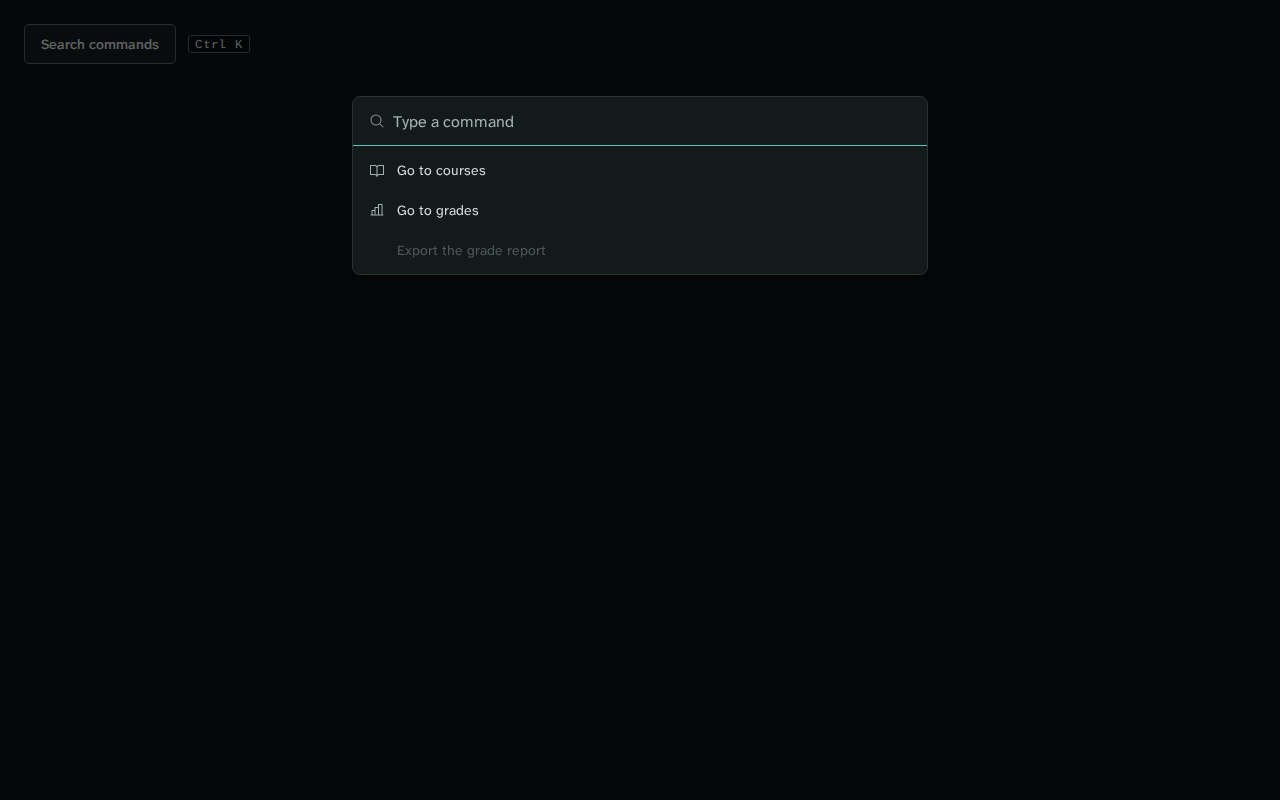 Search commands Ctrl K
Type a command
Go to courses
Go to grades
Export the grade report